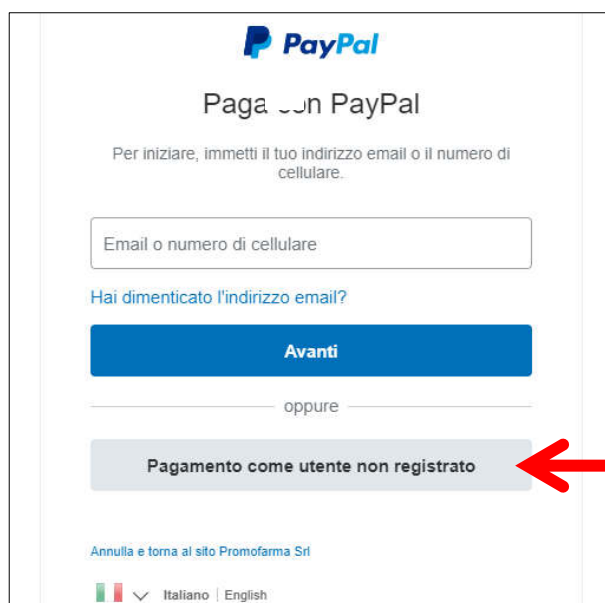 PayPal
Paga con PayPal
Per iniziare, immetti il tuo indirizzo email o il numero di
cellulare.
Email o numero di cellulare
Hai dimenticato l'indirizzo email?
Avanti
oppure
Pagamento come utente non registrato
Annulla e torna al sito Promofarma Srl
Italiano | English